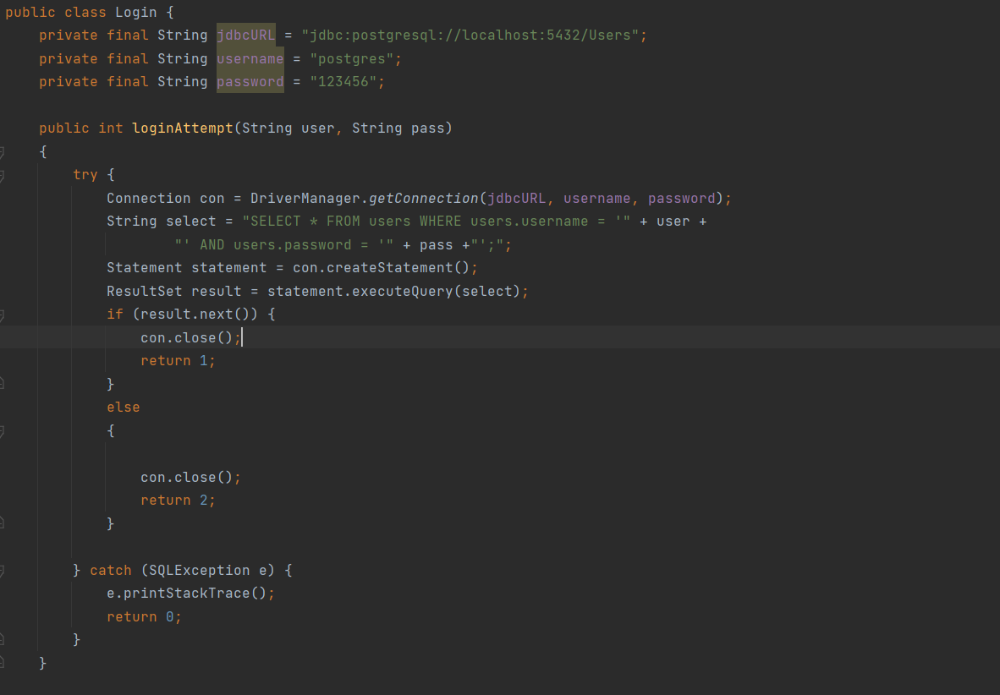 public class Login {
    private final String jdbcURL = "jdbc:postgresql://localhost:5432/Users";
    private final String username = "postgres";
    private final String password = "123456";
    public int loginAttempt(String user, String pass)
    {
        try {
            Connection con = DriverManager.getConnection(jdbcURL, username, password);
            String select = "SELECT * FROM users WHERE users.username = '" + user +
                    "' AND users.password = '" + pass +"';";
            Statement statement = con.createStatement();
            ResultSet result = statement.executeQuery(select);
            if (result.next()) {
                con.close();
                return 1;
            }
            else
            {
                con.close();
                return 2;
            }
        } catch (SQLException e) {
            e.printStackTrace();
            return 0;
        }
    }